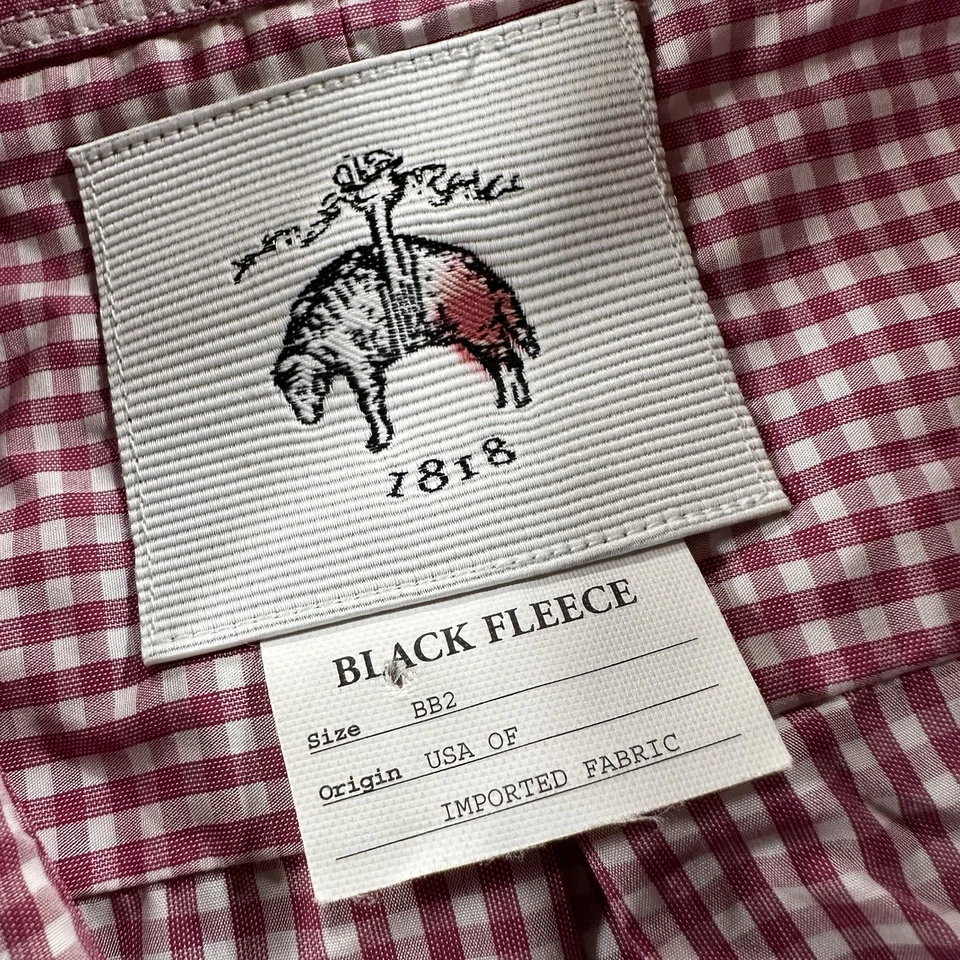 1818
BLACK FLEECE
Size BB2
Origin USA OF
IMPORTED FABRIC